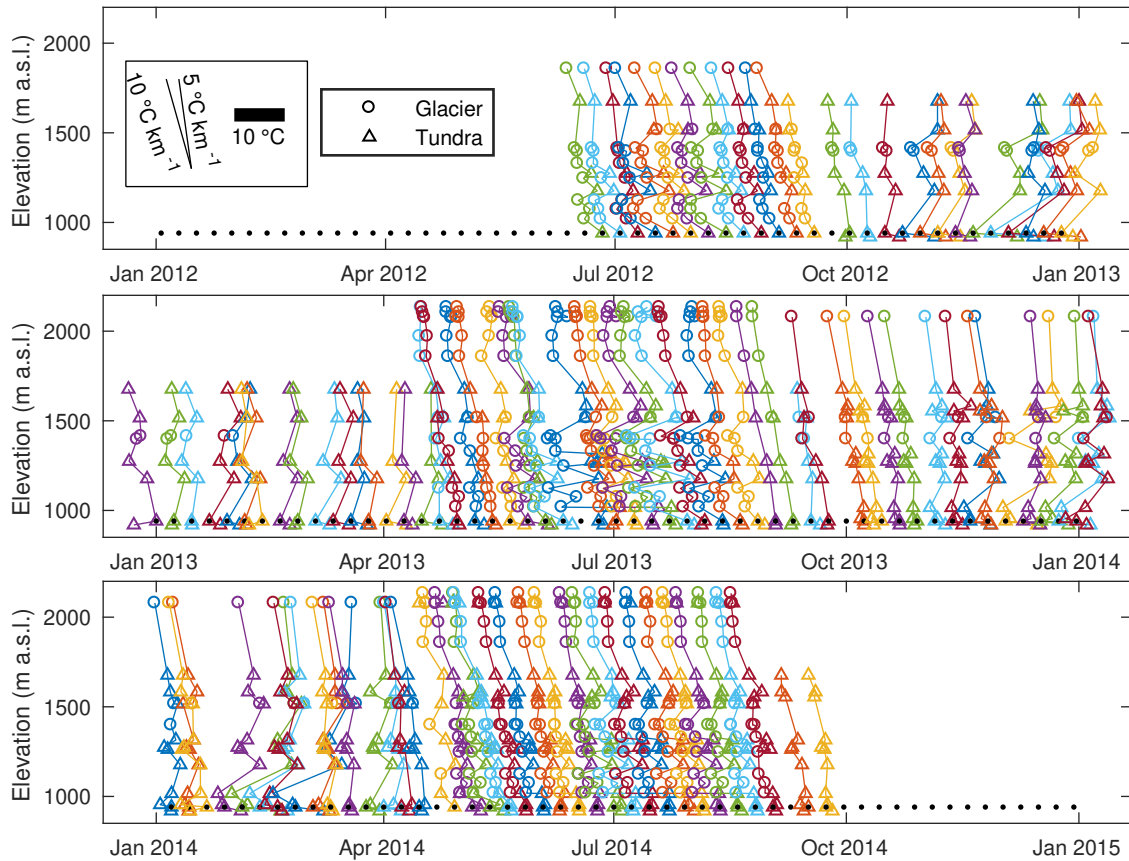 2000
1500
1000
Elevation (m a.s.l.)
10 °C km -1
5 °C km -1
10 °C
Glacier
Tundra
Jan 2012 Apr 2012 Jul 2012 Oct 2012 Jan 2013
2000
1500
1000
Elevation (m a.s.l.)
Jan 2013 Apr 2013 Jul 2013 Oct 2013 Jan 2014
2000
1500
1000
Elevation (m a.s.l.)
Jan 2014 Apr 2014 Jul 2014 Oct 2014 Jan 2015